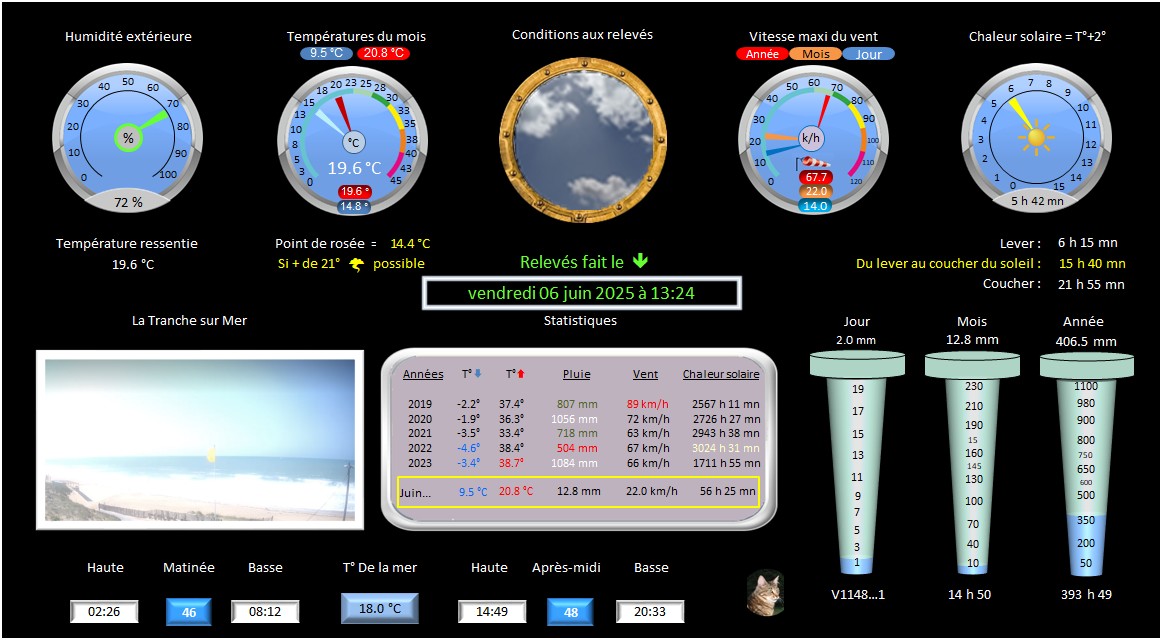 Humidité extérieure
0 10 20 30 40 50 60 70 80 90 100
%
72 %
Températures du mois
9.5 °C 20.8 °C
0 3 5 8 10 13 15 18 20 23 25 28 30 33 35 38 40 43 45
°C
19.6 °C
19.6 °
14.8 °
Conditions aux relevés
Vitesse maxi du vent
Année Mois Jour
0 10 20 30 40 50 60 70 80 90 100 110 120
k/h
67.7
22.0
14.0
Chaleur solaire = T°+2°
0 1 2 3 4 5 6 7 8 9 10 11 12 13 14 15
5 h 42 mn
Température ressentie
19.6 °C
Point de rosée = 14.4 °C
Si + de 21° possible
Relevés fait le
vendredi 06 juin 2025 à 13:24
Lever : 6 h 15 mn
Du lever au coucher du soleil : 15 h 40 mn
Coucher : 21 h 55 mn
La Tranche sur Mer
Statistiques
Années T° T° Pluie Vent Chaleur solaire
2019 -2.2° 37.4° 807 mm 89 km/h 2567 h 11 mn
2020 -1.9° 36.3° 1056 mm 72 km/h 2726 h 27 mn
2021 -3.5° 33.4° 718 mm 63 km/h 2943 h 38 mn
2022 -4.6° 38.4° 504 mm 67 km/h 3024 h 31 mn
2023 -3.4° 38.7° 1084 mm 66 km/h 1711 h 55 mn
Juin... 9.5 °C 20.8 °C 12.8 mm 22.0 km/h 56 h 25 mn
Jour
2.0 mm
19
17
15
13
11
9
7
5
3
1
V1148...1
Mois
12.8 mm
230
210
190
15
160
145
130
100
70
40
10
14 h 50
Année
406.5 mm
1100
980
900
800
750
650
600
500
350
200
50
393 h 49
Haute Matinée Basse
02:26 46 08:12
T° De la mer
18.0 °C
Haute Après-midi Basse
14:49 48 20:33